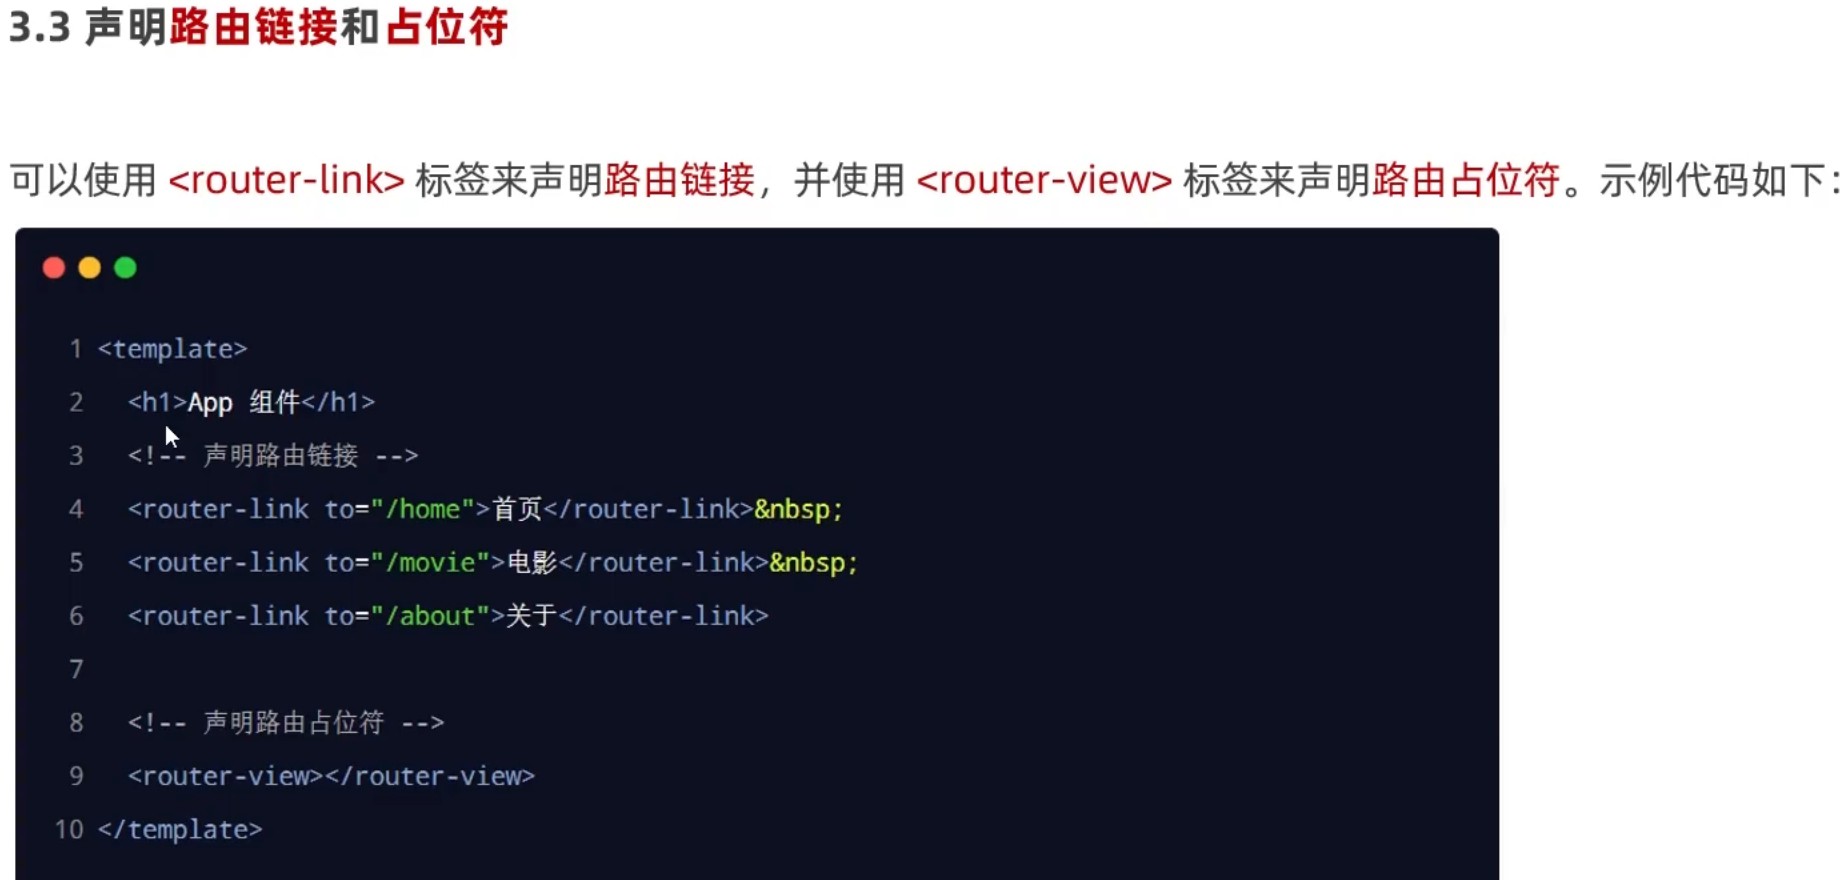 3.3 声明路由链接和占位符
可以使用 <router-link> 标签来声明路由链接，并使用 <router-view> 标签来声明路由占位符。示例代码如下：
1 <template>
2   <h1>App 组件</h1>
3   <!-- 声明路由链接 -->
4   <router-link to="/home">首页</router-link>&nbsp;
5   <router-link to="/movie">电影</router-link>&nbsp;
6   <router-link to="/about">关于</router-link>
7
8   <!-- 声明路由占位符 -->
9   <router-view></router-view>
10 </template>